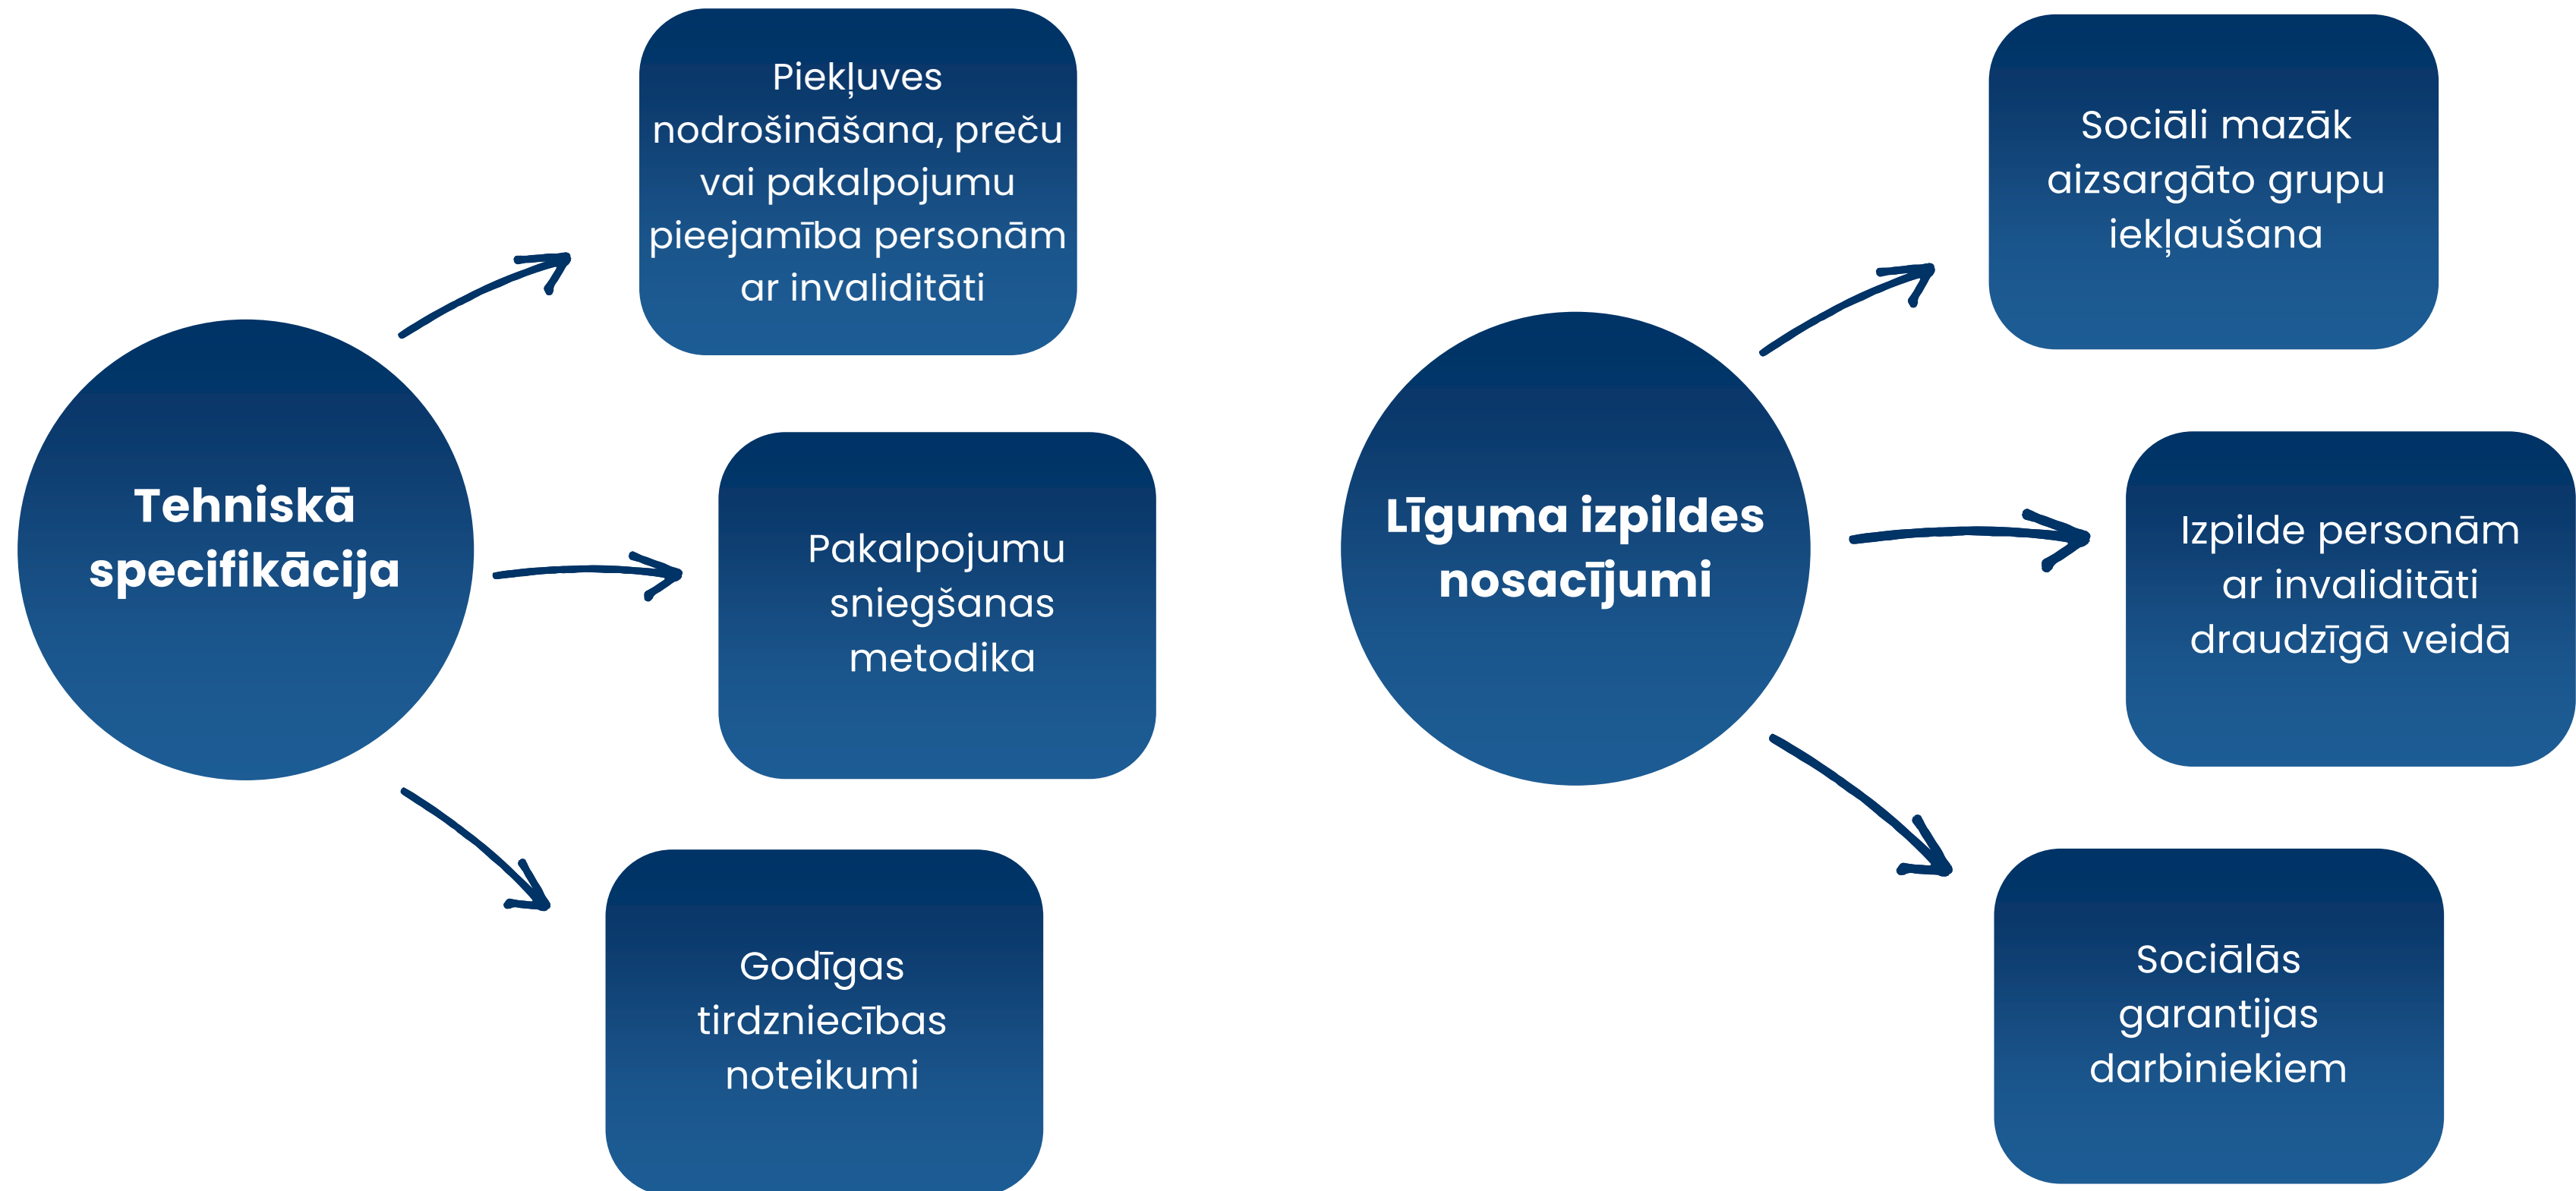 Tehniskā
specifikācija
Piekļuves
nodrošināšana, preču
vai pakalpojumu
pieejamība personām
ar invaliditāti
Pakalpojumu
sniegšanas
metodika
Godīgas
tirdzniecības
noteikumi
Līguma izpildes
nosacījumi
Sociāli mazāk
aizsargāto grupu
iekļaušana
Izpilde personām
ar invaliditāti
draudzīgā veidā
Sociālās
garantijas
darbiniekiem